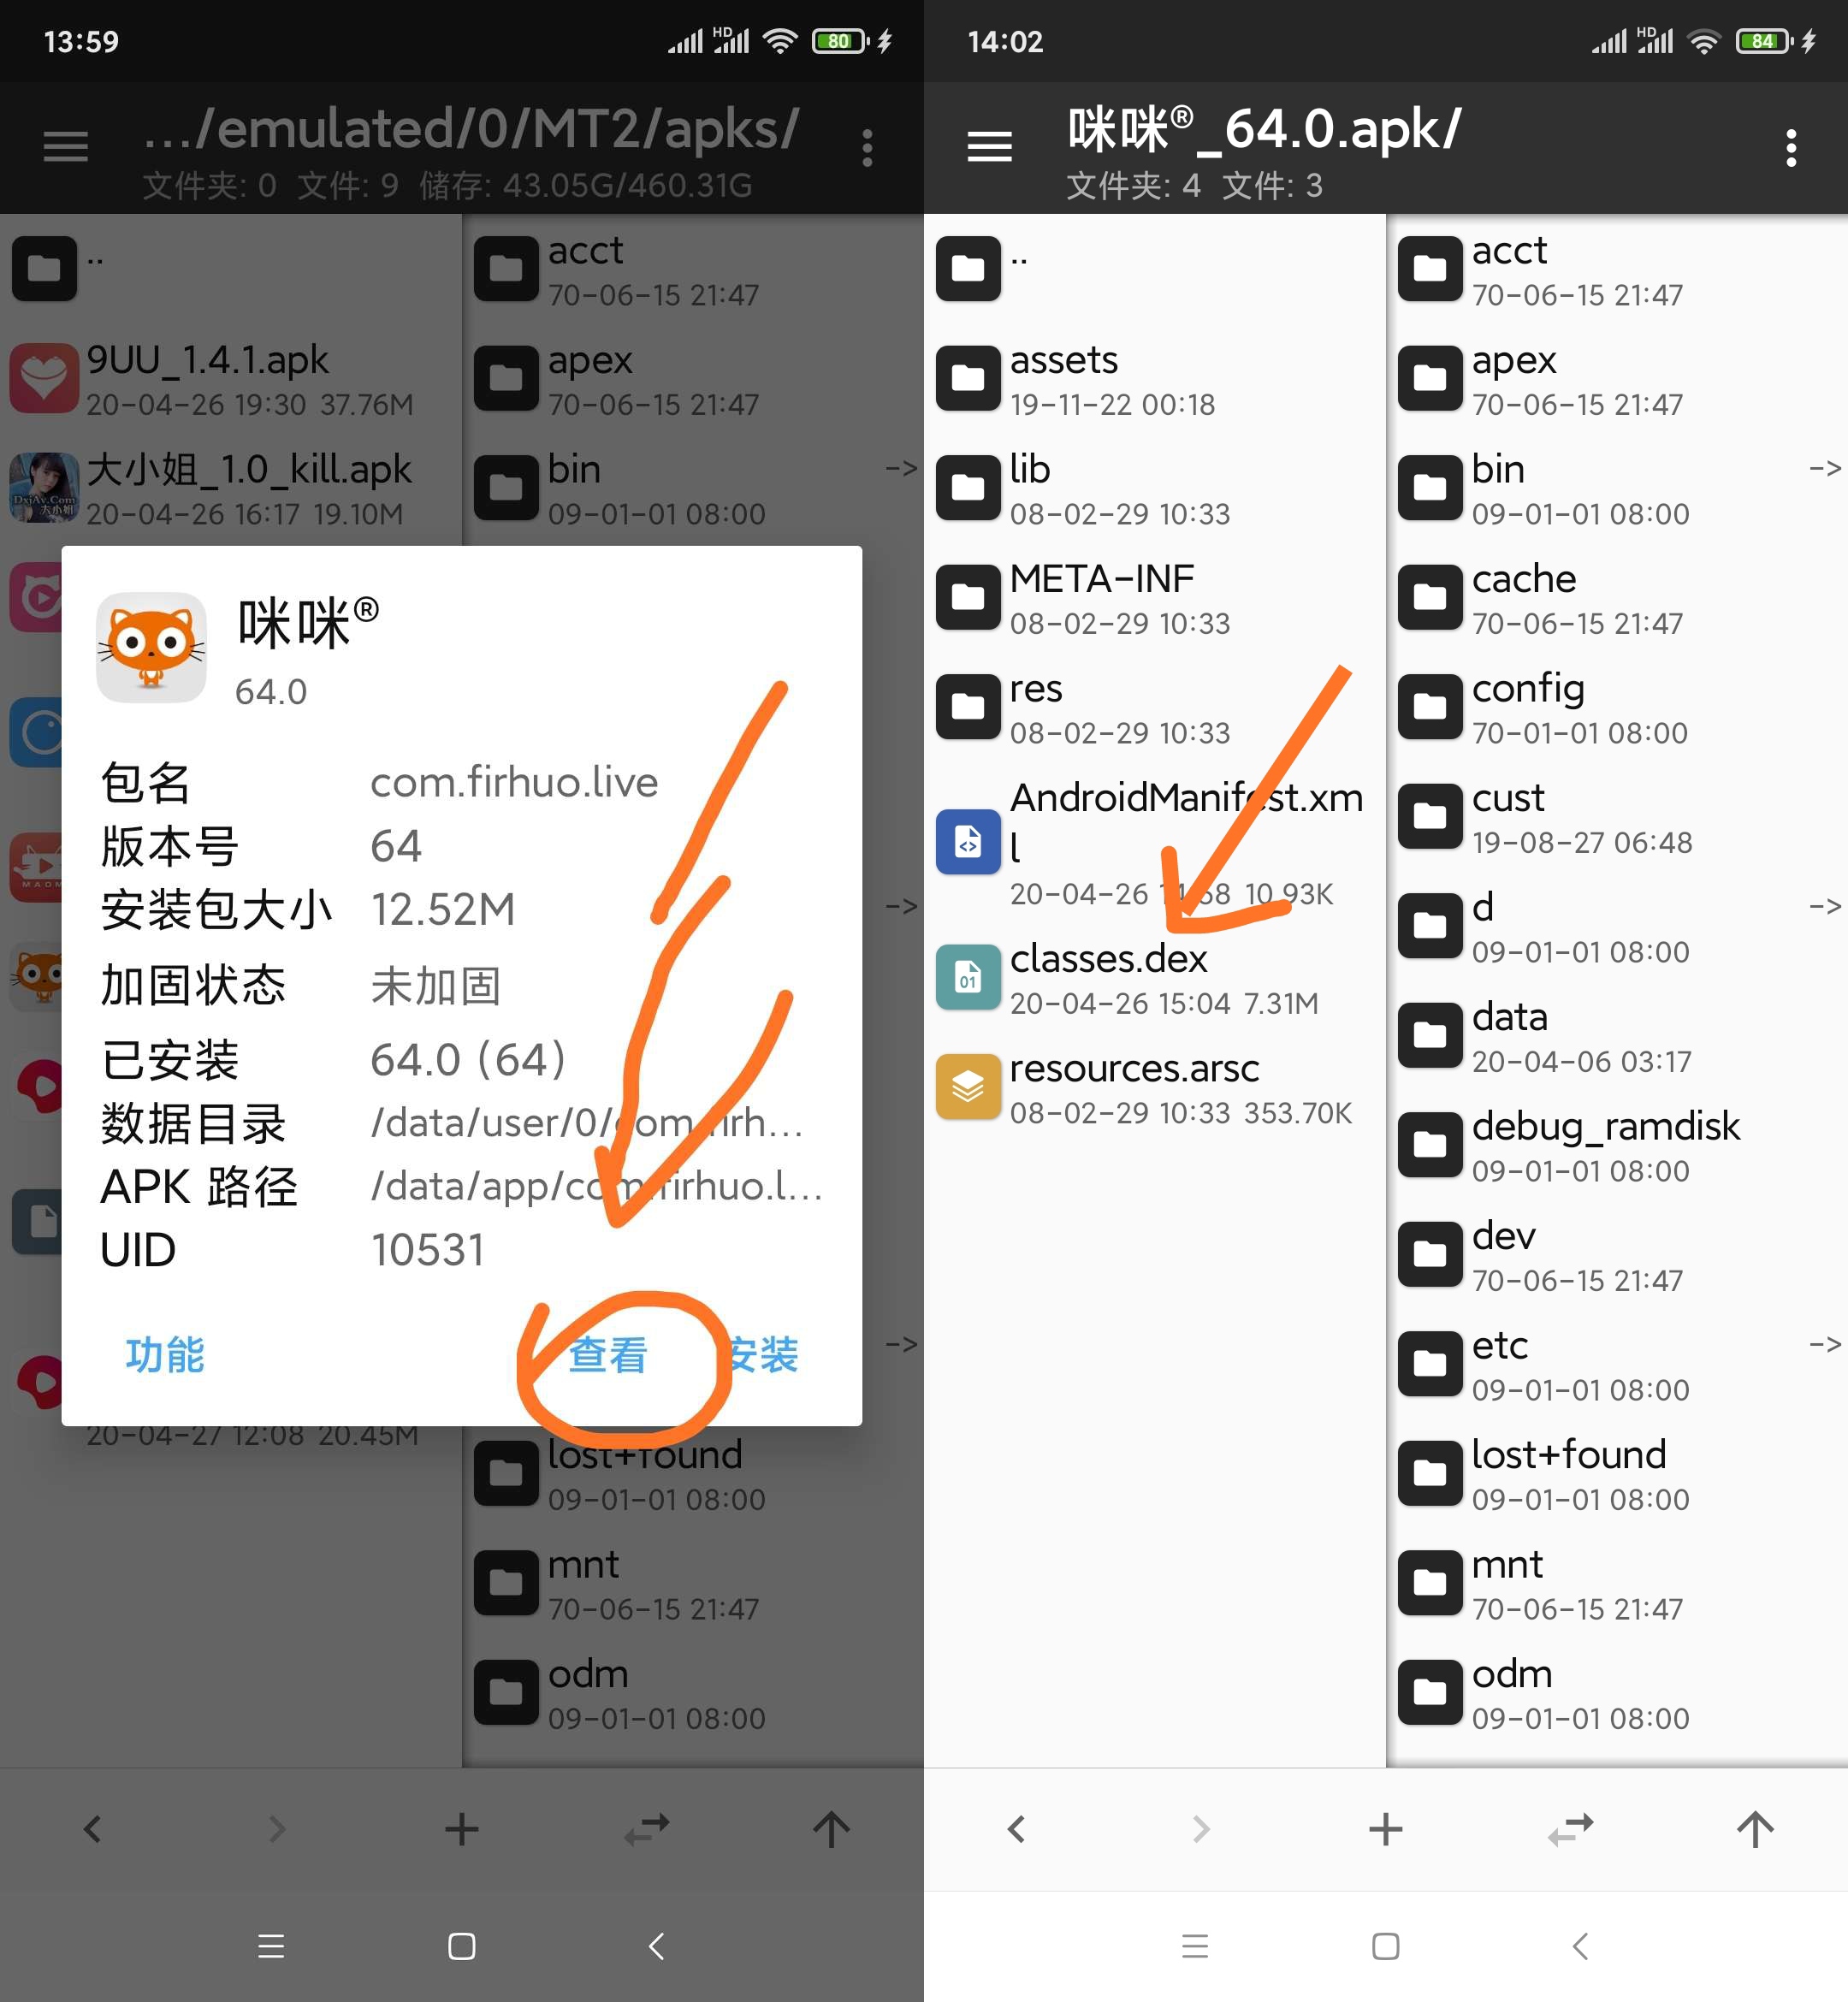 13:59
HD
80
.../emulated/0/MT2/apks/
文件夹: 0 文件: 9 储存: 43.05G/460.31G
..
9UU_1.4.1.apk
20-04-26 19:30 37.76M
大小姐_1.0_kill.apk
20-04-26 16:17 19.10M
DxjAv.Com
大小姐
acct
70-06-15 21:47
apex
70-06-15 21:47
bin
->
09-01-01 08:00
咪咪®
64.0
包名 com.firhuo.live
版本号 64
安装包大小 12.52M
加固状态 未加固
已安装 64.0 (64)
数据目录 /data/user/0/com.firh...
APK 路径 /data/app/com.firhuo.l...
UID 10531
功能 查看 安装
->
->
20-04-27 12:08 20.45M
lost+found
09-01-01 08:00
mnt
70-06-15 21:47
odm
09-01-01 08:00
14:02
HD
84
咪咪®_64.0.apk/
文件夹: 4 文件: 3
..
assets
19-11-22 00:18
lib
08-02-29 10:33
META-INF
08-02-29 10:33
res
08-02-29 10:33
AndroidManifest.xm
l
20-04-26 14:58 10.93K
classes.dex
20-04-26 15:04 7.31M
01
resources.arsc
08-02-29 10:33 353.70K
acct
70-06-15 21:47
apex
70-06-15 21:47
bin
->
09-01-01 08:00
cache
70-06-15 21:47
config
70-01-01 08:00
cust
19-08-27 06:48
d
->
09-01-01 08:00
data
20-04-06 03:17
debug_ramdisk
09-01-01 08:00
dev
70-06-15 21:47
etc
->
09-01-01 08:00
lost+found
09-01-01 08:00
mnt
70-06-15 21:47
odm
09-01-01 08:00